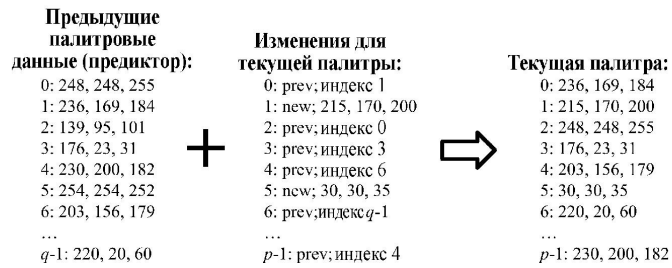 Предыдущие
палитровые
данные (предиктор):
0: 248, 248, 255
1: 236, 169, 184
2: 139, 95, 101
3: 176, 23, 31
4: 230, 200, 182
5: 254, 254, 252
6: 203, 156, 179
...
q-1: 220, 20, 60
+
Изменения для
текущей палитры:
0: prev; индекс 1
1: new; 215, 170, 200
2: prev; индекс 0
3: prev; индекс 3
4: prev; индекс 6
5: new; 30, 30, 35
6: prev;индекс q-1
...
p-1: prev; индекс 4
Текущая палитра:
0: 236, 169, 184
1: 215, 170, 200
2: 248, 248, 255
3: 176, 23, 31
4: 203, 156, 179
5: 30, 30, 35
6: 220, 20, 60
...
p-1: 230, 200, 182